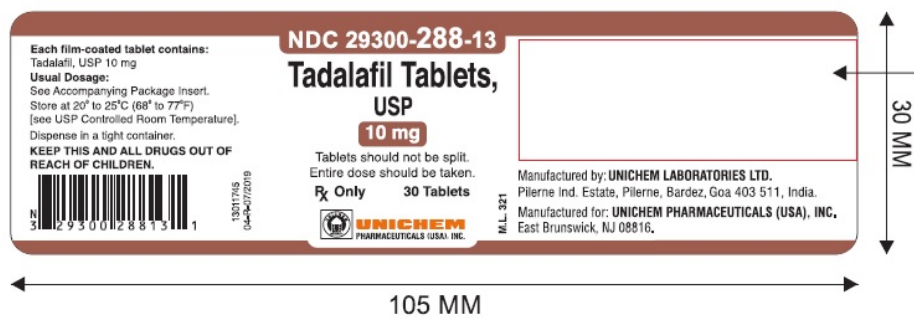 Each film-coated tablet contains:
Tadalafil, USP 10 mg
Usual Dosage:
See Accompanying Package Insert.
Store at 20° to 25°C (68° to 77°F)
[see USP Controlled Room Temperature].
Dispense in a tight container.
KEEP THIS AND ALL DRUGS OUT OF
REACH OF CHILDREN.
N
3 29300 28813 1
13011745
04-R-07/2019
NDC 29300-288-13
Tadalafil Tablets,
USP
10 mg
Tablets should not be split.
Entire dose should be taken.
Rx Only 30 Tablets
UNICHEM
PHARMACEUTICALS (USA), INC.
M.L. 321
Manufactured by: UNICHEM LABORATORIES LTD.
Pilerne Ind. Estate, Pilerne, Bardez, Goa 403 511, India.
Manufactured for: UNICHEM PHARMACEUTICALS (USA), INC.
East Brunswick, NJ 08816.
30 MM
105 MM